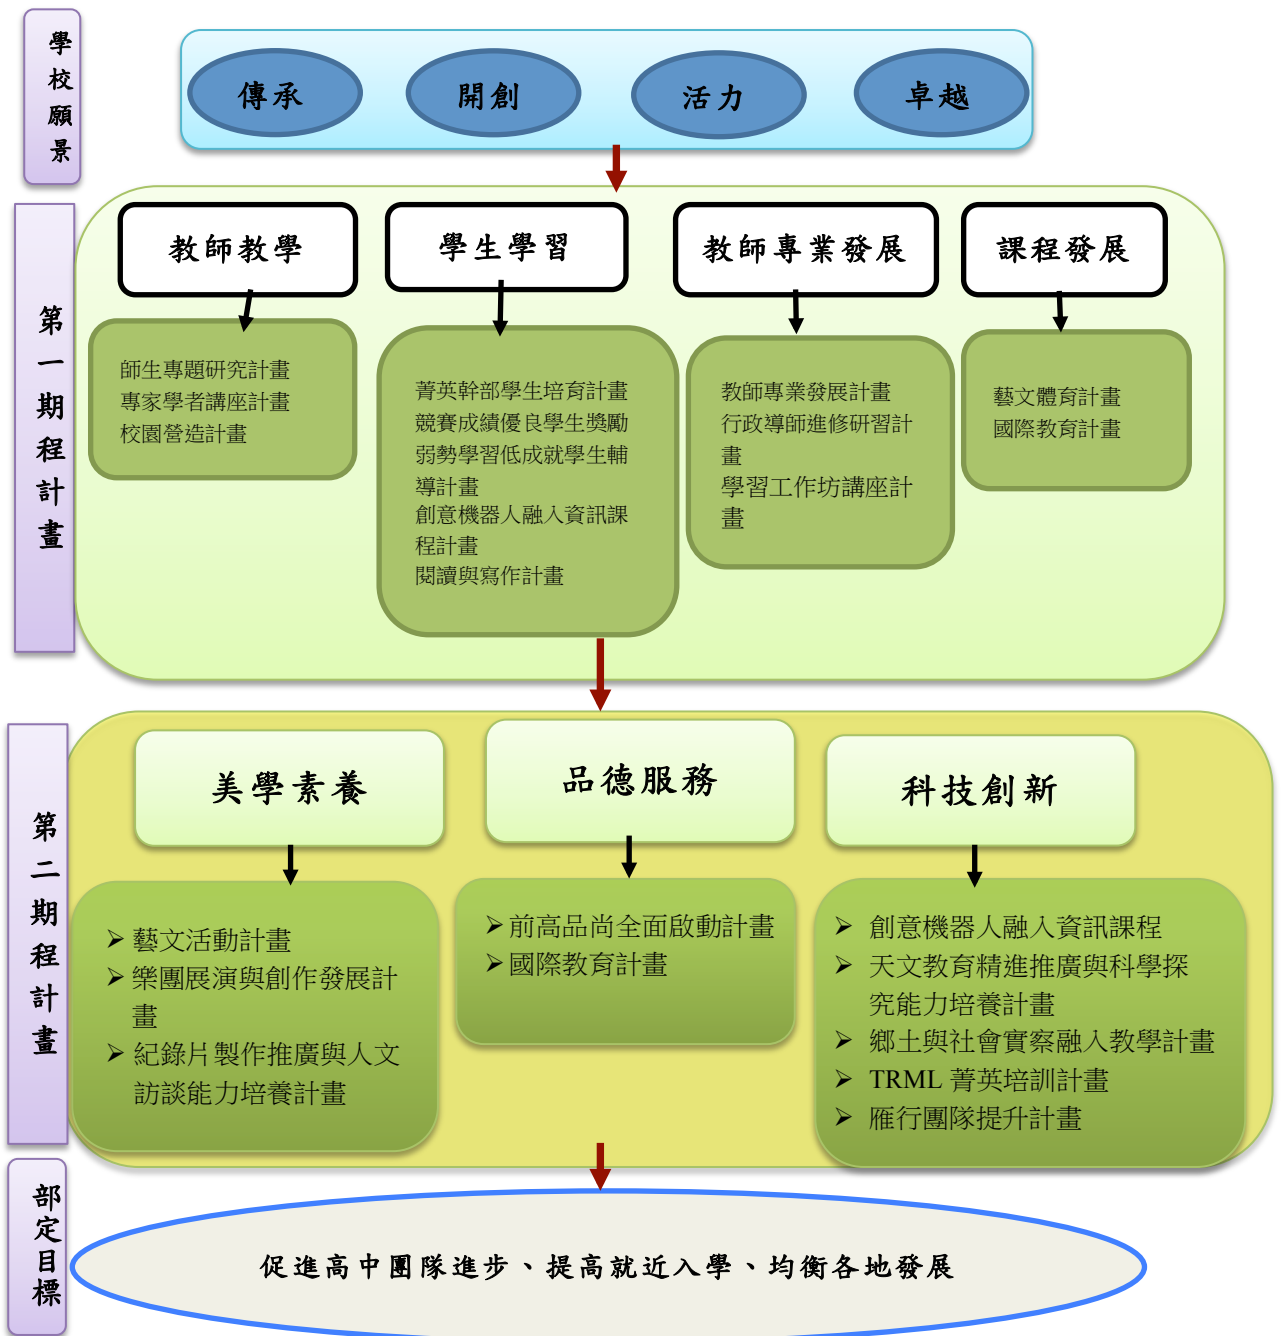 學校願景
傳承
開創
活力
卓越
第一期程計畫
教師教學
學生學習
教師專業發展
課程發展
師生專題研究計畫
專家學者講座計畫
校園營造計畫
菁英幹部學生培育計畫
競賽成績優良學生獎勵
弱勢學習低成就學生輔
導計畫
創意機器人融入資訊課
程計畫
閱讀與寫作計畫
教師專業發展計畫
行政導師進修研習計
畫
學習工作坊講座計
畫
藝文體育計畫
國際教育計畫
第二期程計畫
美學素養
品德服務
科技創新
➢ 藝文活動計畫
➢ 樂團展演與創作發展計
畫
➢ 紀錄片製作推廣與人文
訪談能力培養計畫
➢ 前高品尚全面啟動計畫
➢ 國際教育計畫
➢ 創意機器人融入資訊課程
➢ 天文教育精進推廣與科學探
究能力培養計畫
➢ 鄉土與社會實察融入教學計畫
➢ TRML 菁英培訓計畫
➢ 雁行團隊提升計畫
部定目標
促進高中團隊進步、提高就近入學、均衡各地發展